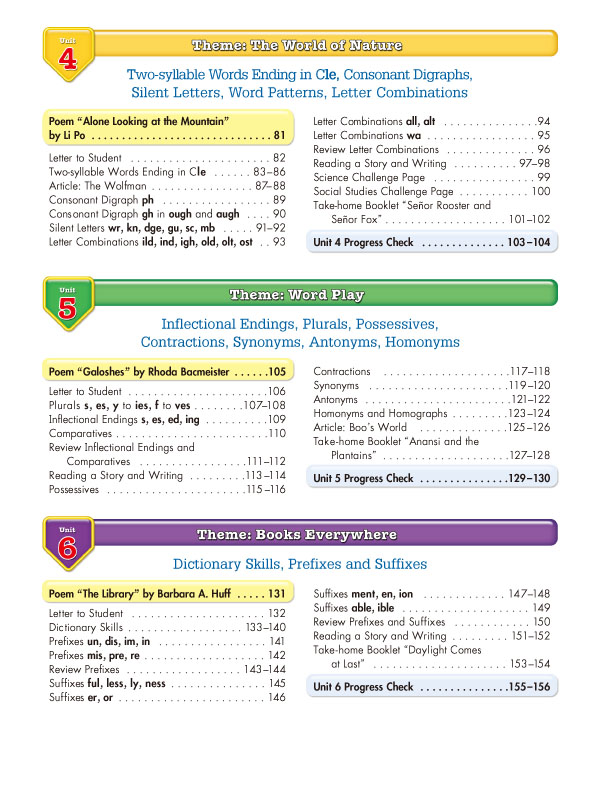 Unit
4
Theme: The World of Nature
Two-syllable Words Ending in Cle, Consonant Digraphs,
Silent Letters, Word Patterns, Letter Combinations
Poem “Alone Looking at the Mountain”
by Li Po . . . . . . . . . . . . . . . . . . . . . . . . . . . . . 81
Letter to Student . . . . . . . . . . . . . . . . . . . . . . 82
Two-syllable Words Ending in Cle . . . . . . 83–86
Article: The Wolfman . . . . . . . . . . . . . . . . 87–88
Consonant Digraph ph . . . . . . . . . . . . . . . . . 89
Consonant Digraph gh in ough and augh . . . . 90
Silent Letters wr, kn, dge, gu, sc, mb . . . . . 91–92
Letter Combinations ild, ind, igh, old, olt, ost . . 93
Letter Combinations all, alt . . . . . . . . . . . . . . . 94
Letter Combinations wa . . . . . . . . . . . . . . . . . 95
Review Letter Combinations . . . . . . . . . . . . . 96
Reading a Story and Writing . . . . . . . . . . 97–98
Science Challenge Page . . . . . . . . . . . . . . . . 99
Social Studies Challenge Page . . . . . . . . . . 100
Take-home Booklet “Señor Rooster and
Señor Fox” . . . . . . . . . . . . . . . . . . . 101–102
Unit 4 Progress Check . . . . . . . . . . . . . . 103–104
Unit
5
Theme: Word Play
Inflectional Endings, Plurals, Possessives,
Contractions, Synonyms, Antonyms, Homonyms
Poem “Galoshes” by Rhoda Bacmeister . . . . . .105
Letter to Student . . . . . . . . . . . . . . . . . . . . . .106
Plurals s, es, y to ies, f to ves . . . . . . . .107–108
Inflectional Endings s, es, ed, ing . . . . . . . . . .109
Comparatives . . . . . . . . . . . . . . . . . . . . . . . .110
Review Inflectional Endings and
Comparatives . . . . . . . . . . . . . . . . .111–112
Reading a Story and Writing . . . . . . . . .113–114
Possessives . . . . . . . . . . . . . . . . . . . . . .115–116
Contractions . . . . . . . . . . . . . . . . . . . . .117–118
Synonyms . . . . . . . . . . . . . . . . . . . . . .119–120
Antonyms . . . . . . . . . . . . . . . . . . . . . .121–122
Homonyms and Homographs . . . . . . . . .123–124
Article: Boo’s World . . . . . . . . . . . . . . .125–126
Take-home Booklet “Anansi and the
Plantains” . . . . . . . . . . . . . . . . . . . .127–128
Unit 5 Progress Check . . . . . . . . . . . . . . .129–130
Unit
6
Theme: Books Everywhere
Dictionary Skills, Prefixes and Suffixes
Poem “The Library” by Barbara A. Huff . . . . . 131
Letter to Student . . . . . . . . . . . . . . . . . . . . . . 132
Dictionary Skills . . . . . . . . . . . . . . . . . . 133–140
Prefixes un, dis, im, in . . . . . . . . . . . . . . . . . . 141
Prefixes mis, pre, re . . . . . . . . . . . . . . . . . . . . 142
Review Prefixes . . . . . . . . . . . . . . . . . . 143–144
Suffixes ful, less, ly, ness . . . . . . . . . . . . . . . . 145
Suffixes er, or . . . . . . . . . . . . . . . . . . . . . . . . 146
Suffixes ment, en, ion . . . . . . . . . . . . . . 147–148
Suffixes able, ible . . . . . . . . . . . . . . . . . . . . . 149
Review Prefixes and Suffixes . . . . . . . . . . . . 150
Reading a Story and Writing . . . . . . . . . 151–152
Take-home Booklet “Daylight Comes
at Last” . . . . . . . . . . . . . . . . . . . . . . 153–154
Unit 6 Progress Check . . . . . . . . . . . . . . .155–156